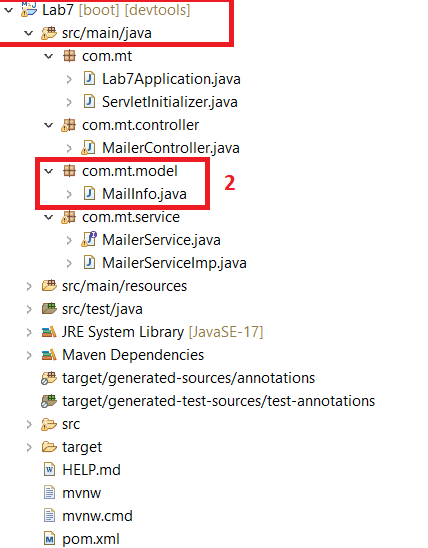 Lab7 [boot] [devtools]
src/main/java
com.mt
Lab7Application.java
ServletInitializer.java
com.mt.controller
MailerController.java
com.mt.model
MailInfo.java
2
com.mt.service
MailerService.java
MailerServiceImp.java
src/main/resources
src/test/java
JRE System Library [JavaSE-17]
Maven Dependencies
target/generated-sources/annotations
target/generated-test-sources/test-annotations
src
target
HELP.md
mvnw
mvnw.cmd
pom.xml